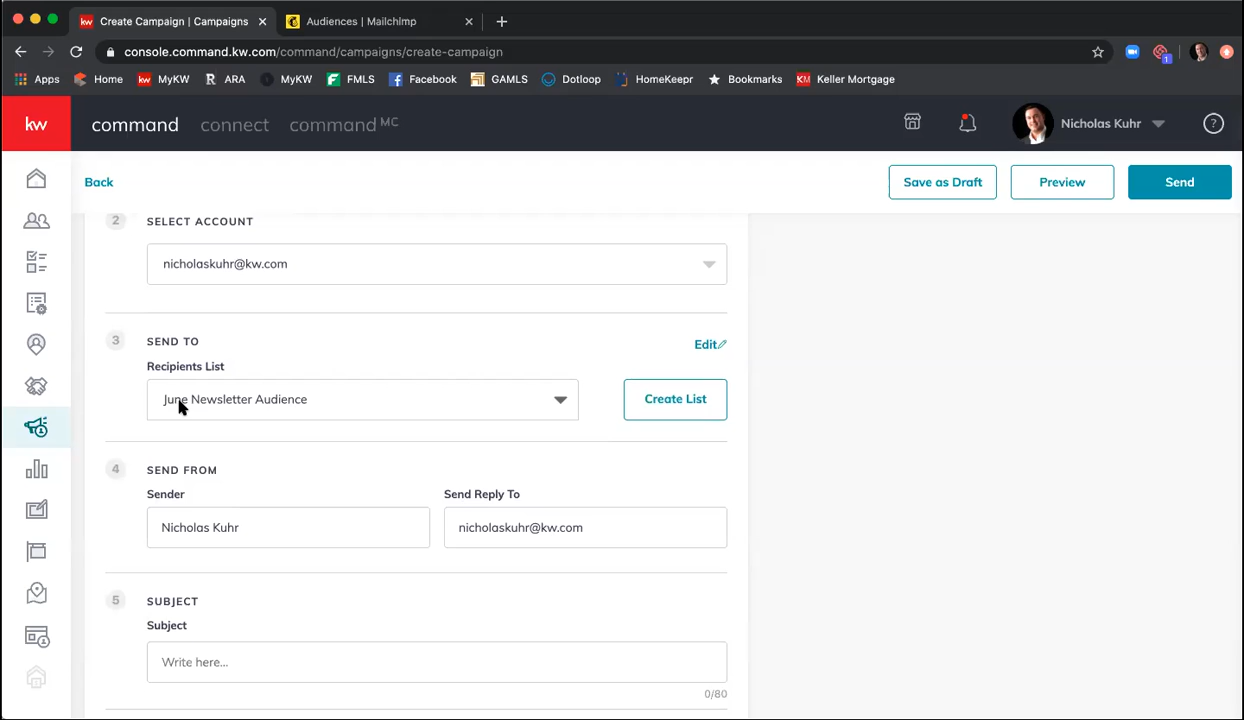 Create Campaign | Campaigns
Audiences | Mailchimp
console.command.kw.com/command/campaigns/create-campaign
Apps Home kw MyKW R ARA MyKW FMLS Facebook GAMLS Dotloop HomeKeepr Bookmarks KM Keller Mortgage
1
kw command connect command MC Nicholas Kuhr ?
Back Save as Draft Preview Send
2 SELECT ACCOUNT
nicholaskuhr@kw.com
3 SEND TO Edit
Recipients List
June Newsletter Audience Create List
4 SEND FROM
Sender Send Reply To
Nicholas Kuhr nicholaskuhr@kw.com
5 SUBJECT
Subject
Write here...
0/80